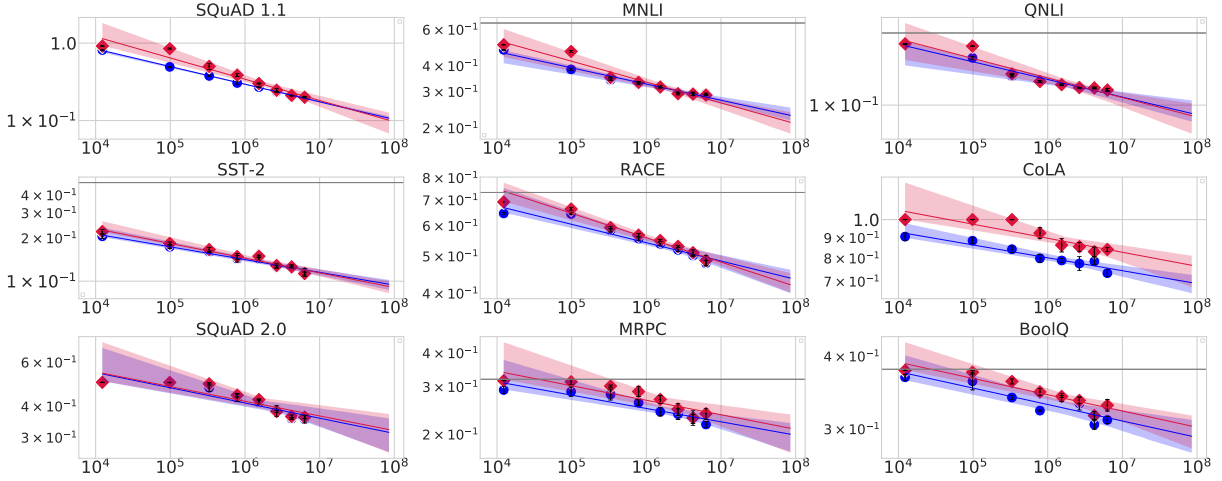 SQuAD 1.1
1.0
1 × 10⁻¹
10⁴ 10⁵ 10⁶ 10⁷ 10⁸
MNLI
6 × 10⁻¹
4 × 10⁻¹
3 × 10⁻¹
2 × 10⁻¹
10⁴ 10⁵ 10⁶ 10⁷ 10⁸
QNLI
1 × 10⁻¹
10⁴ 10⁵ 10⁶ 10⁷ 10⁸
SST-2
4 × 10⁻¹
3 × 10⁻¹
2 × 10⁻¹
1 × 10⁻¹
10⁴ 10⁵ 10⁶ 10⁷ 10⁸
RACE
8 × 10⁻¹
7 × 10⁻¹
6 × 10⁻¹
5 × 10⁻¹
4 × 10⁻¹
10⁴ 10⁵ 10⁶ 10⁷ 10⁸
CoLA
1.0
9 × 10⁻¹
8 × 10⁻¹
7 × 10⁻¹
10⁴ 10⁵ 10⁶ 10⁷ 10⁸
SQuAD 2.0
6 × 10⁻¹
4 × 10⁻¹
3 × 10⁻¹
10⁴ 10⁵ 10⁶ 10⁷ 10⁸
MRPC
4 × 10⁻¹
3 × 10⁻¹
2 × 10⁻¹
10⁴ 10⁵ 10⁶ 10⁷ 10⁸
BoolQ
4 × 10⁻¹
3 × 10⁻¹
10⁴ 10⁵ 10⁶ 10⁷ 10⁸